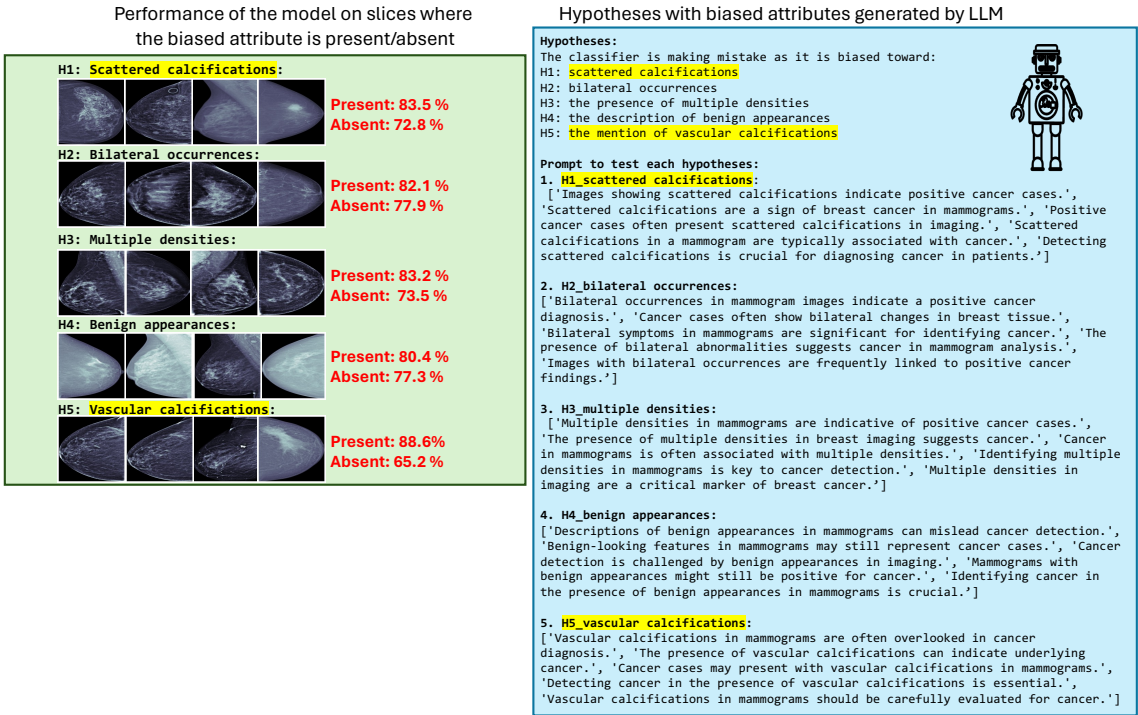 Performance of the model on slices where
the biased attribute is present/absent
H1: Scattered calcifications:
Present: 83.5 %
Absent: 72.8 %
H2: Bilateral occurrences:
Present: 82.1 %
Absent: 77.9 %
H3: Multiple densities:
Present: 83.2 %
Absent: 73.5 %
H4: Benign appearances:
Present: 80.4 %
Absent: 77.3 %
H5: Vascular calcifications:
Present: 88.6%
Absent: 65.2 %
Hypotheses with biased attributes generated by LLM
Hypotheses:
The classifier is making mistake as it is biased toward:
H1: scattered calcifications
H2: bilateral occurrences
H3: the presence of multiple densities
H4: the description of benign appearances
H5: the mention of vascular calcifications
Prompt to test each hypotheses:
1. H1_scattered calcifications:
['Images showing scattered calcifications indicate positive cancer cases.',
'Scattered calcifications are a sign of breast cancer in mammograms.', 'Positive
cancer cases often present scattered calcifications in imaging.', 'Scattered
calcifications in a mammogram are typically associated with cancer.', 'Detecting
scattered calcifications is crucial for diagnosing cancer in patients.’]
2. H2_bilateral occurrences:
['Bilateral occurrences in mammogram images indicate a positive cancer
diagnosis.', 'Cancer cases often show bilateral changes in breast tissue.',
'Bilateral symptoms in mammograms are significant for identifying cancer.', 'The
presence of bilateral abnormalities suggests cancer in mammogram analysis.',
'Images with bilateral occurrences are frequently linked to positive cancer
findings.’]
3. H3_multiple densities:
['Multiple densities in mammograms are indicative of positive cancer cases.',
'The presence of multiple densities in breast imaging suggests cancer.', 'Cancer
in mammograms is often associated with multiple densities.', 'Identifying multiple
densities in mammograms is key to cancer detection.', 'Multiple densities in
imaging are a critical marker of breast cancer.’]
4. H4_benign appearances:
['Descriptions of benign appearances in mammograms can mislead cancer detection.',
'Benign-looking features in mammograms may still represent cancer cases.', 'Cancer
detection is challenged by benign appearances in imaging.', 'Mammograms with
benign appearances might still be positive for cancer.', 'Identifying cancer in
the presence of benign appearances in mammograms is crucial.’]
5. H5_vascular calcifications:
['Vascular calcifications in mammograms are often overlooked in cancer
diagnosis.', 'The presence of vascular calcifications can indicate underlying
cancer.', 'Cancer cases may present with vascular calcifications in mammograms.',
'Detecting cancer in the presence of vascular calcifications is essential.',
'Vascular calcifications in mammograms should be carefully evaluated for cancer.']